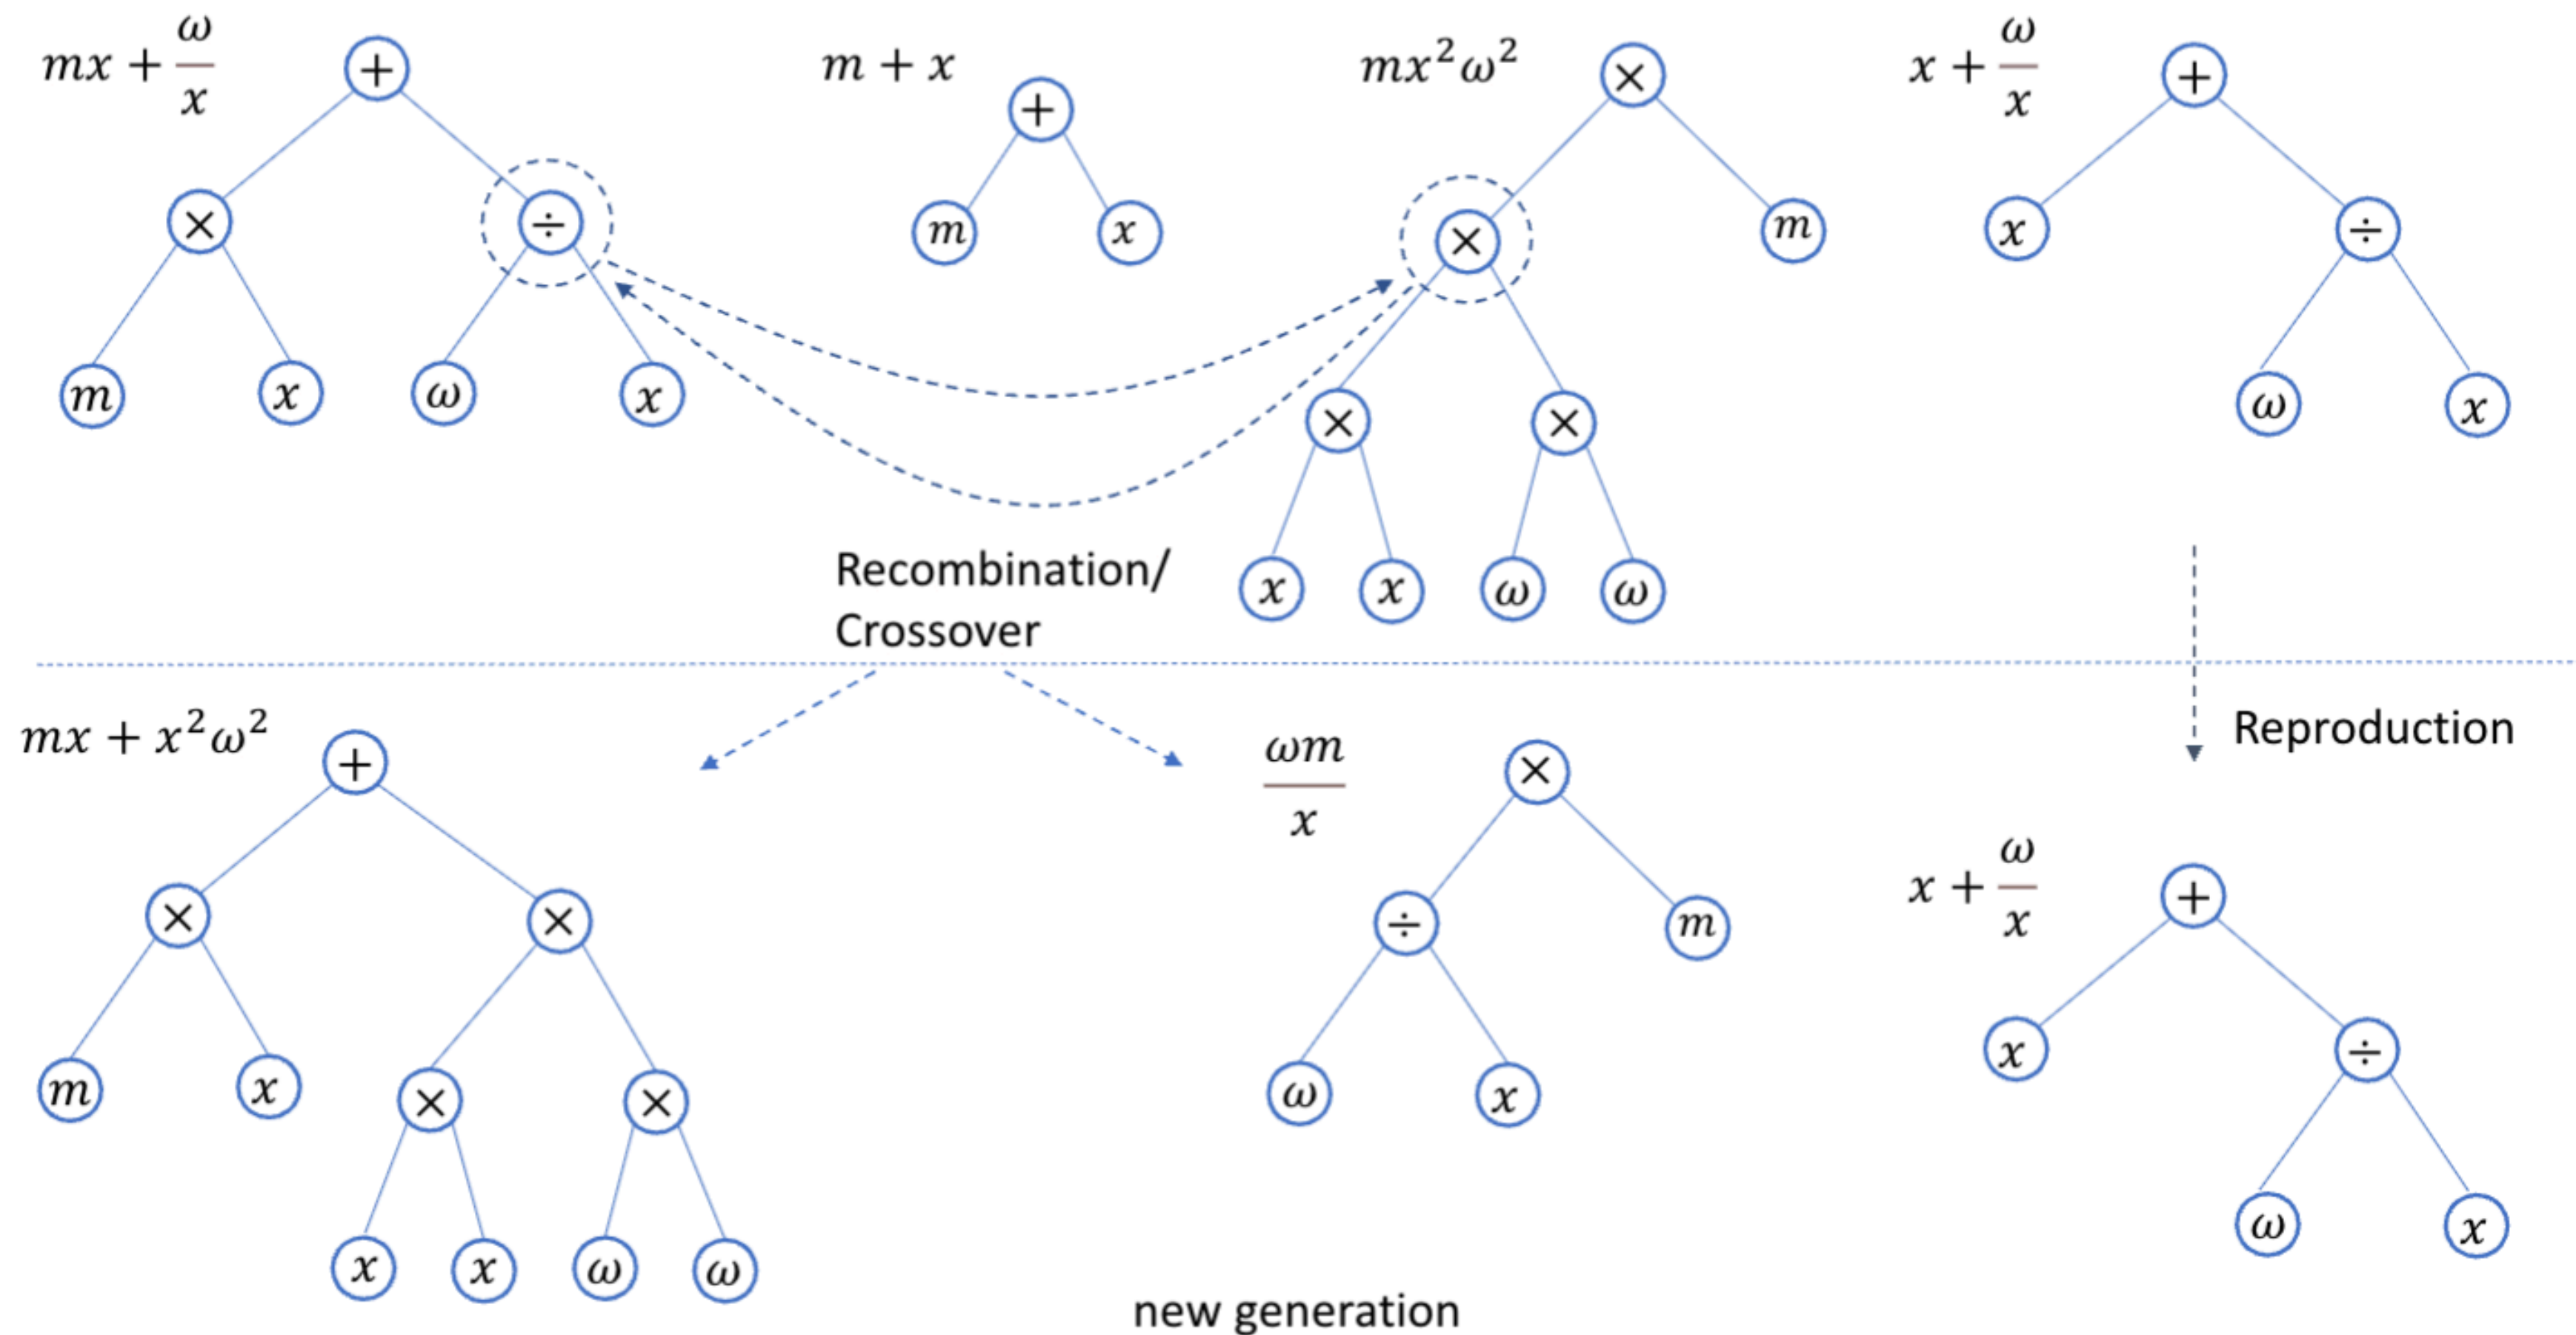 mx + ω/x
+
×
÷
m
x
ω
x
m + x
+
m
x
mx²ω²
×
×
m
×
×
x
x
ω
ω
x + ω/x
+
x
÷
ω
x
Recombination/
Crossover
Reproduction
mx + x²ω²
+
×
×
m
x
×
×
x
x
ω
ω
ωm/x
×
÷
m
ω
x
x + ω/x
+
x
÷
ω
x
new generation